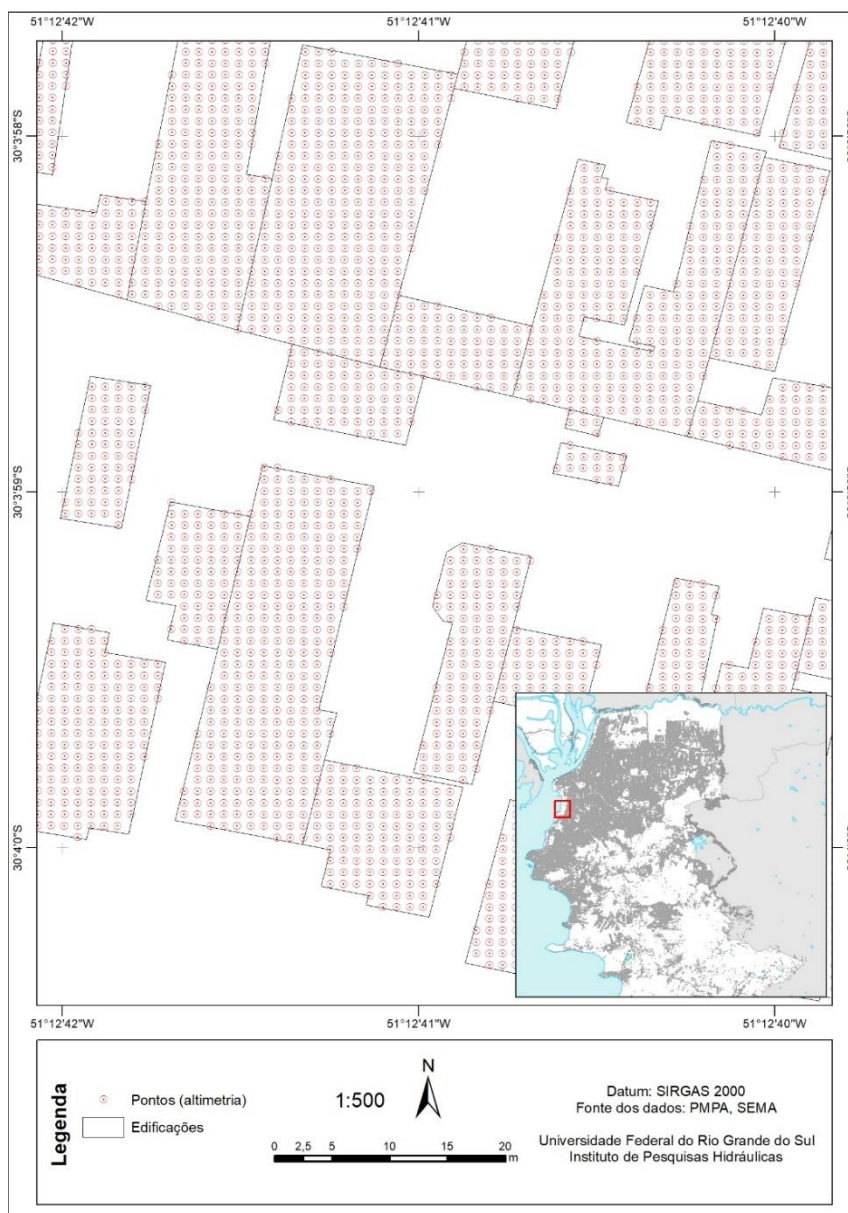 51°12'42"W 51°12'41"W 51°12'40"W
30°3'58"S
30°3'59"S
30°4'0"S
51°12'42"W 51°12'41"W 51°12'40"W
Legenda
Pontos (altimetria)
Edificações
1:500
N
0 2,5 5 10 15 20
m
Datum: SIRGAS 2000
Fonte dos dados: PMPA, SEMA
Universidade Federal do Rio Grande do Sul
Instituto de Pesquisas Hidráulicas